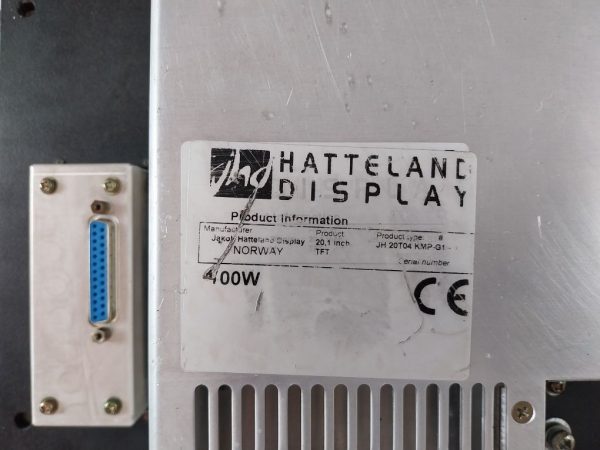 jhd HATTELAND
DISPLAY
Product Information
Manufacturer Product Product type: #
Jakob Hatteland Display 20,1 inch JH 20T04 KMP-G1
NORWAY TFT
Serial number
100W
CE